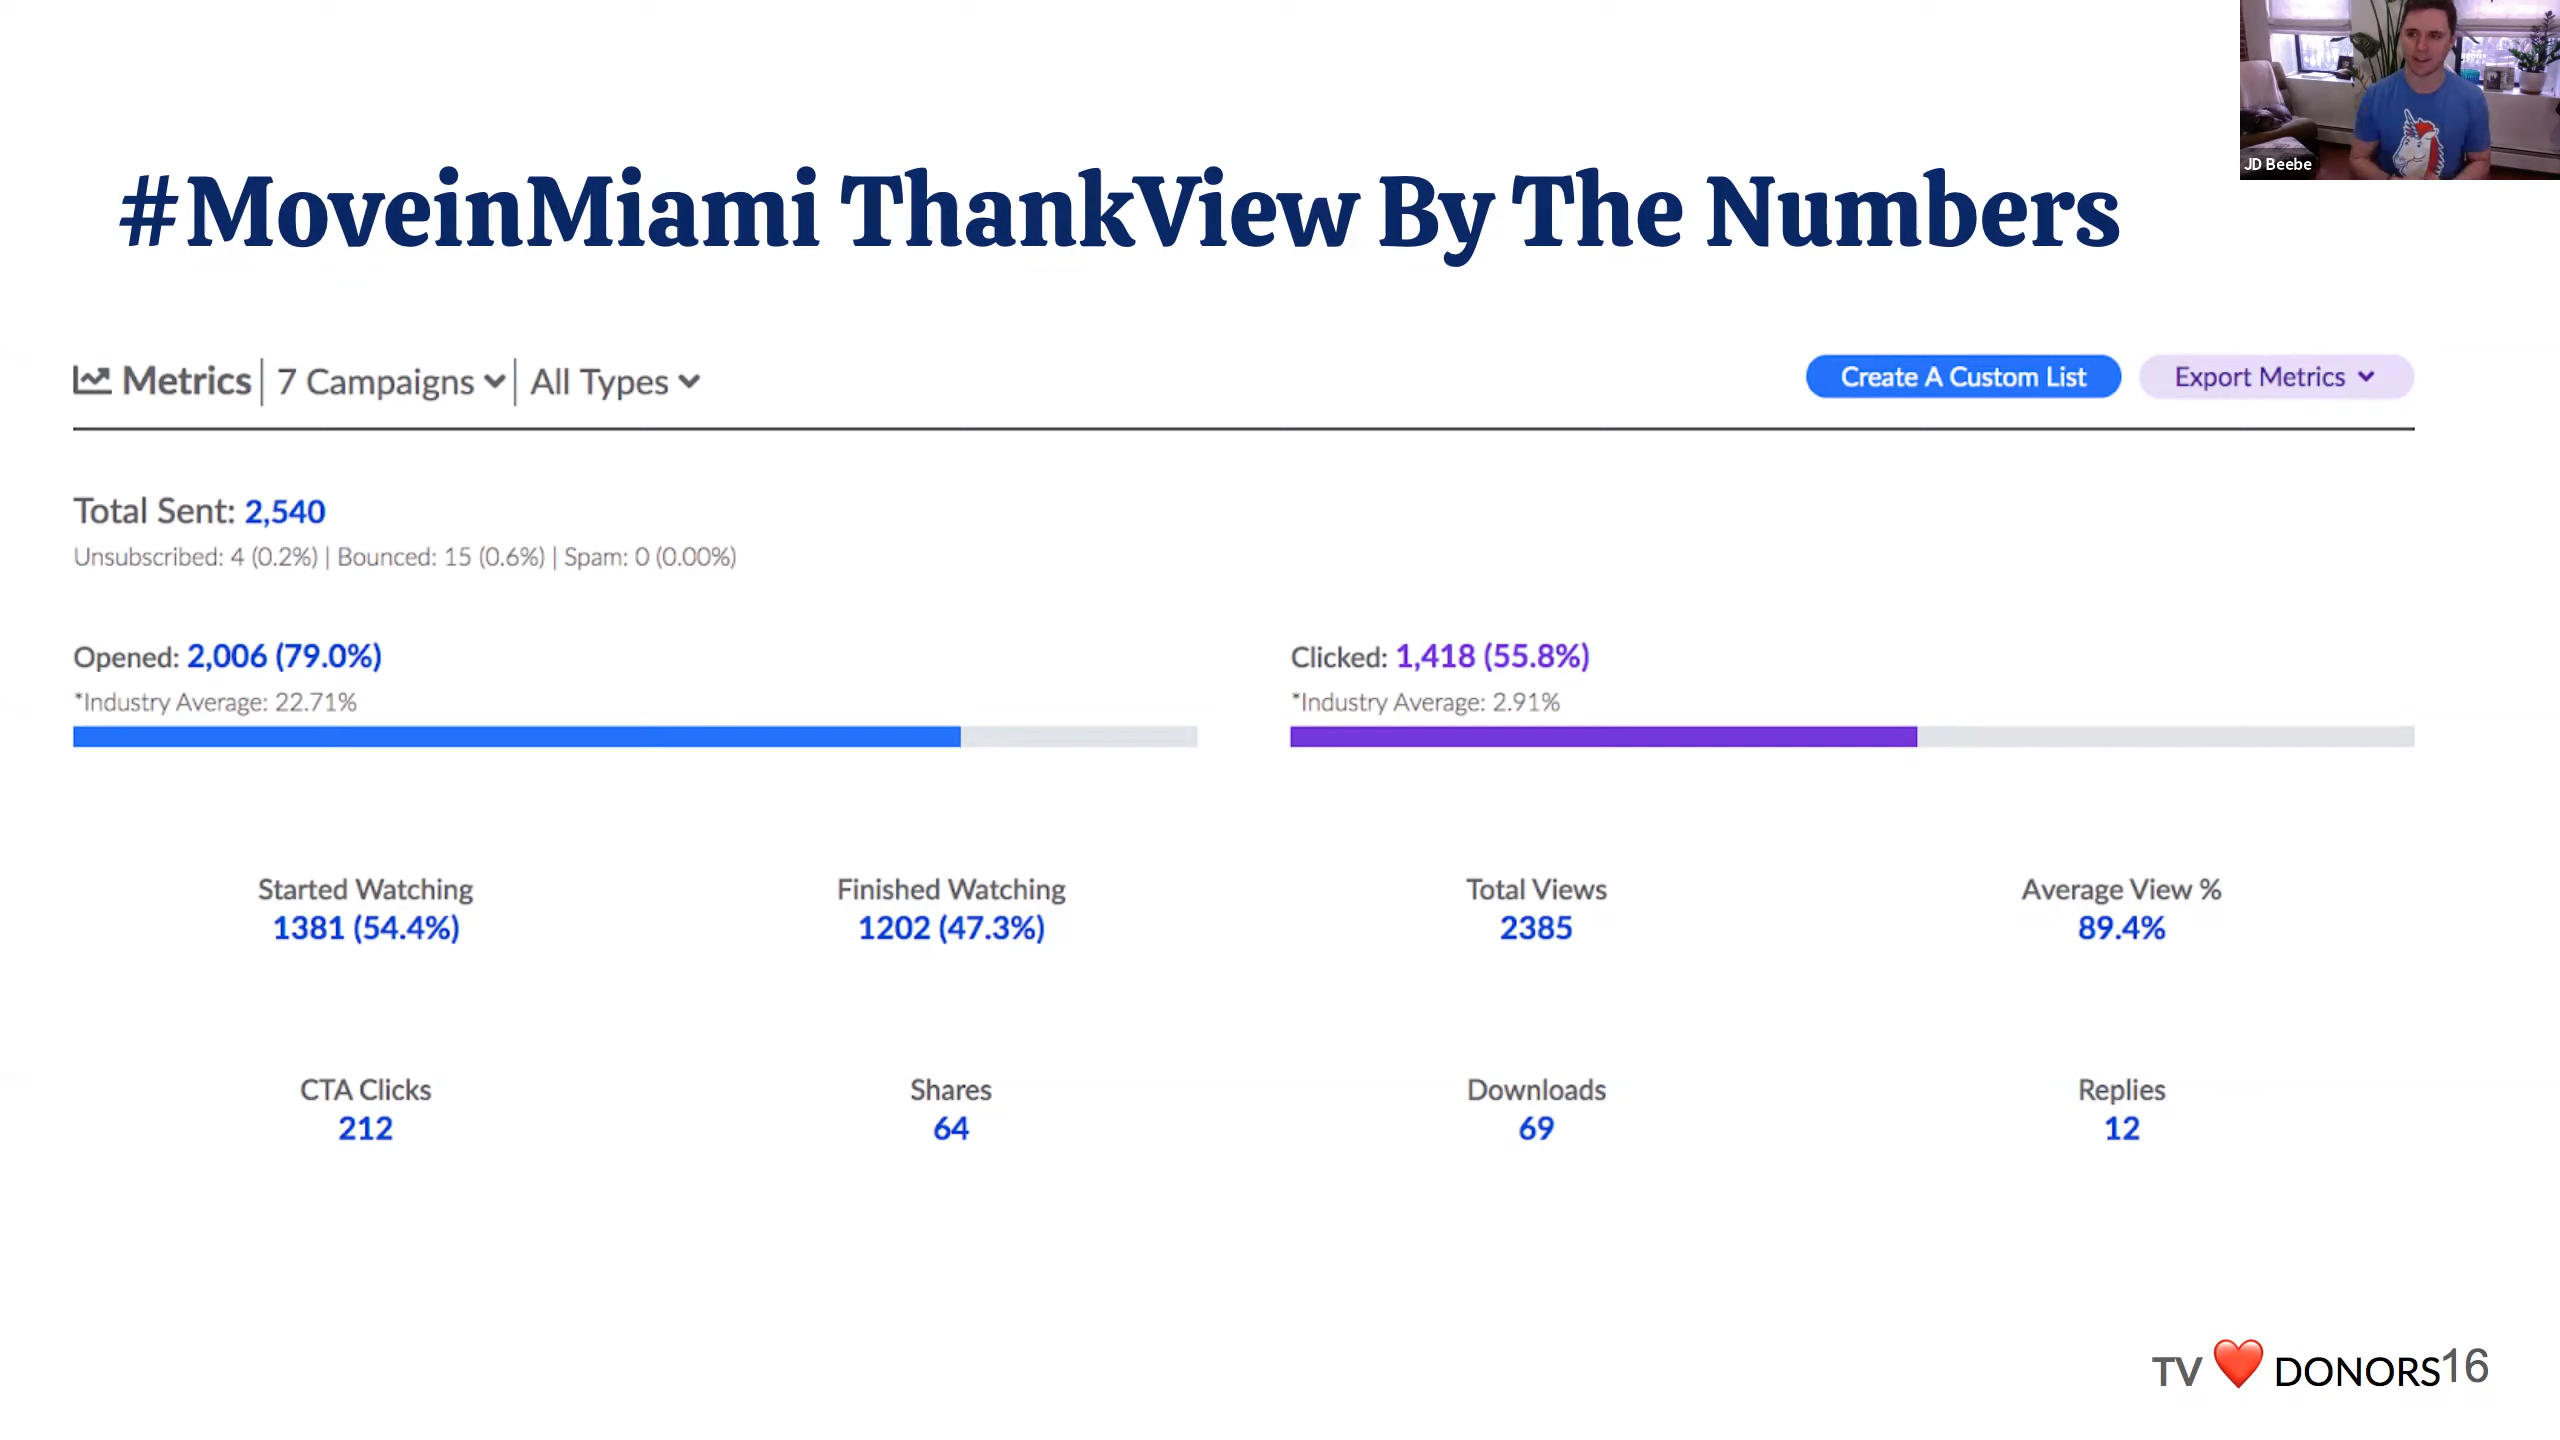 JD Beebe
#MoveinMiami ThankView By The Numbers
Metrics | 7 Campaigns | All Types
Create A Custom List
Export Metrics
Total Sent: 2,540
Unsubscribed: 4 (0.2%) | Bounced: 15 (0.6%) | Spam: 0 (0.00%)
Opened: 2,006 (79.0%)
*Industry Average: 22.71%
Clicked: 1,418 (55.8%)
*Industry Average: 2.91%
Started Watching
1381 (54.4%)
Finished Watching
1202 (47.3%)
Total Views
2385
Average View %
89.4%
CTA Clicks
212
Shares
64
Downloads
69
Replies
12
TV ❤️ DONORS16